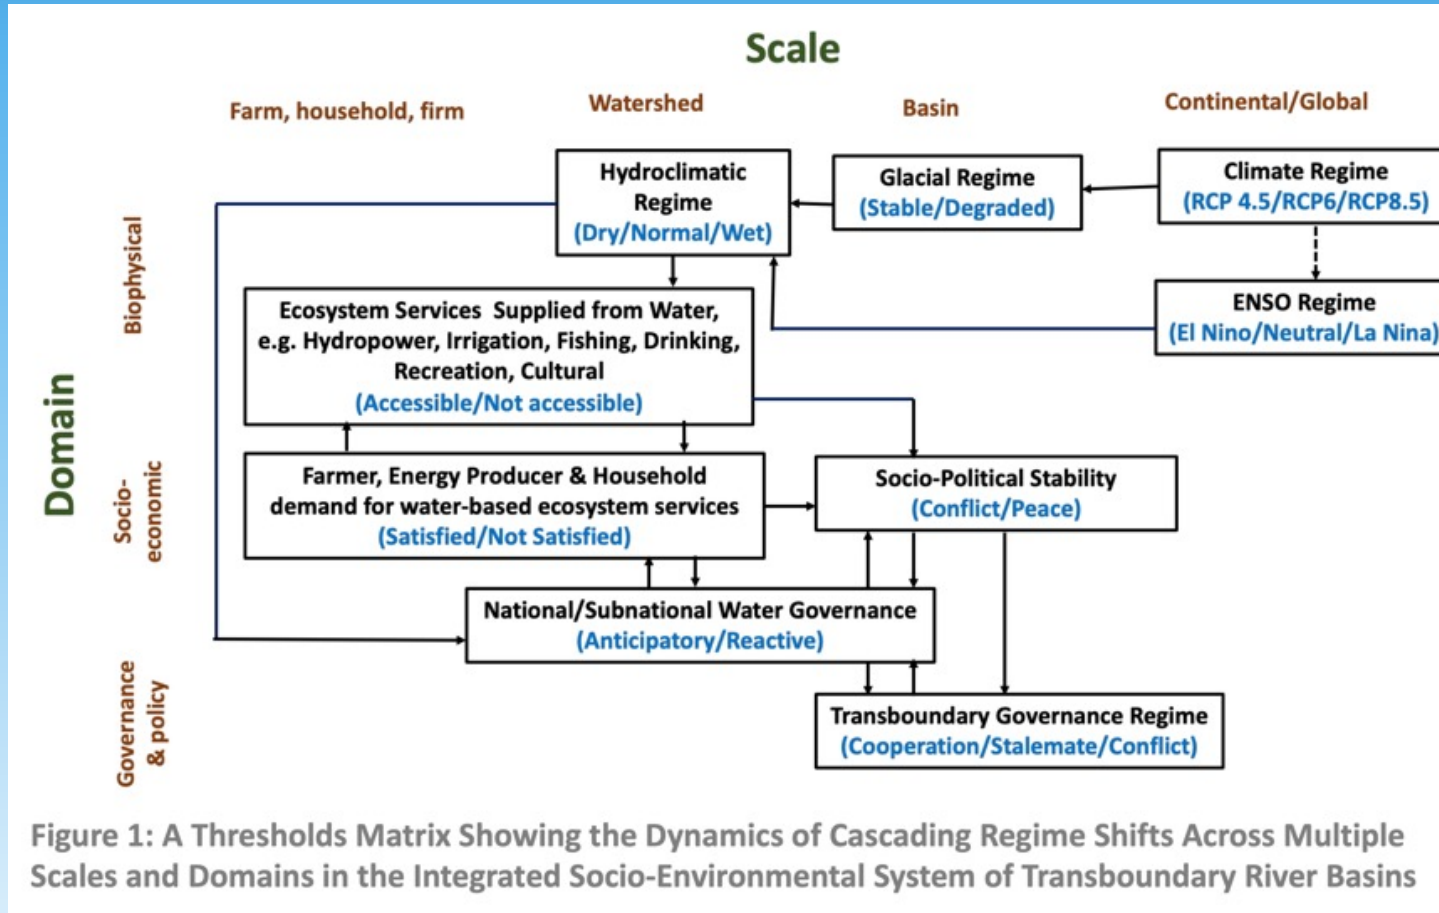 Scale
Farm, household, firm
Watershed
Basin
Continental/Global
Domain
Biophysical
Hydroclimatic
Regime
(Dry/Normal/Wet)
Glacial Regime
(Stable/Degraded)
Climate Regime
(RCP 4.5/RCP6/RCP8.5)
ENSO Regime
(El Nino/Neutral/La Nina)
Ecosystem Services Supplied from Water,
e.g. Hydropower, Irrigation, Fishing, Drinking,
Recreation, Cultural
(Accessible/Not accessible)
Socio-
economic
Farmer, Energy Producer & Household
demand for water-based ecosystem services
(Satisfied/Not Satisfied)
Socio-Political Stability
(Conflict/Peace)
Governance
& policy
National/Subnational Water Governance
(Anticipatory/Reactive)
Transboundary Governance Regime
(Cooperation/Stalemate/Conflict)
Figure 1: A Thresholds Matrix Showing the Dynamics of Cascading Regime Shifts Across Multiple
Scales and Domains in the Integrated Socio-Environmental System of Transboundary River Basins